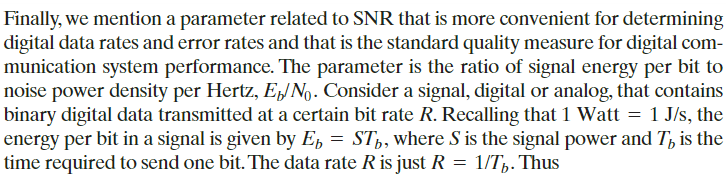 Finally, we mention a parameter related to SNR that is more convenient for determining
digital data rates and error rates and that is the standard quality measure for digital com-
munication system performance. The parameter is the ratio of signal energy per bit to
noise power density per Hertz, E_b/N_0. Consider a signal, digital or analog, that contains
binary digital data transmitted at a certain bit rate R. Recalling that 1 Watt = 1 J/s, the
energy per bit in a signal is given by E_b = ST_b, where S is the signal power and T_b is the
time required to send one bit. The data rate R is just R = 1/T_b. Thus